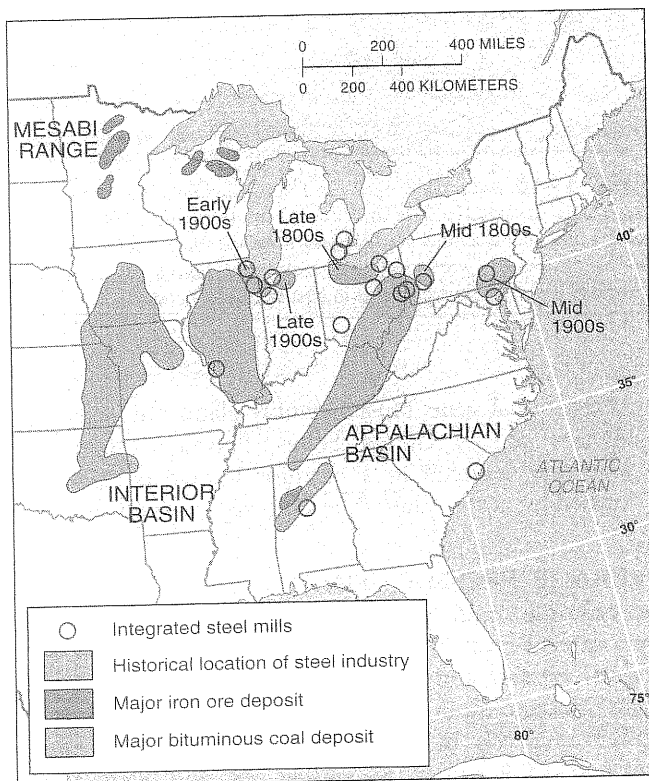 0 200 400 MILES
0 200 400 KILOMETERS
MESABI
RANGE
Early
1900s
Late
1800s
Mid 1800s
40°
Late
1900s
Mid
1900s
35°
APPALACHIAN
BASIN
ATLANTIC
OCEAN
INTERIOR
BASIN
30°
Integrated steel mills
Historical location of steel industry
Major iron ore deposit
Major bituminous coal deposit
75°
80°